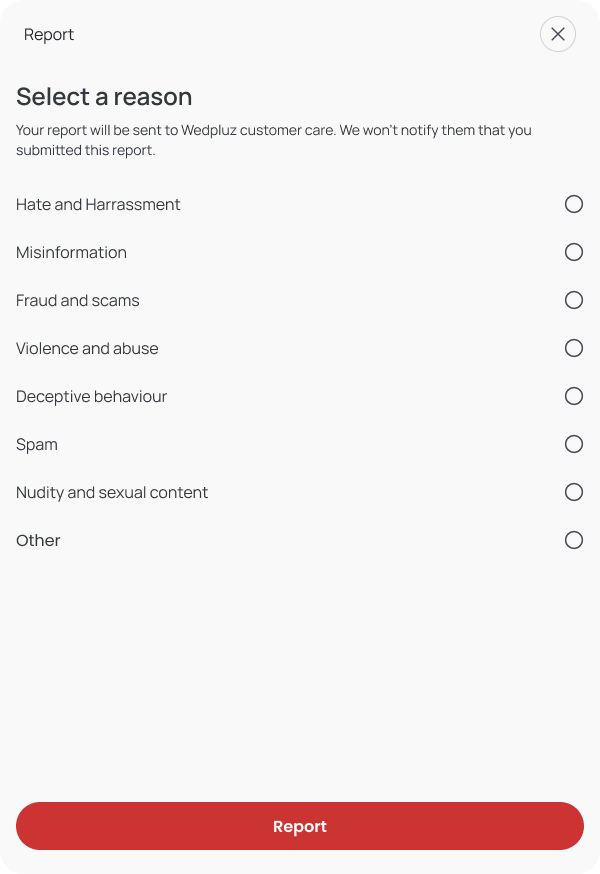 Report
Select a reason
Your report will be sent to Wedpluz customer care. We won't notify them that you
submitted this report.
Hate and Harrassment
Misinformation
Fraud and scams
Violence and abuse
Deceptive behaviour
Spam
Nudity and sexual content
Other
Report